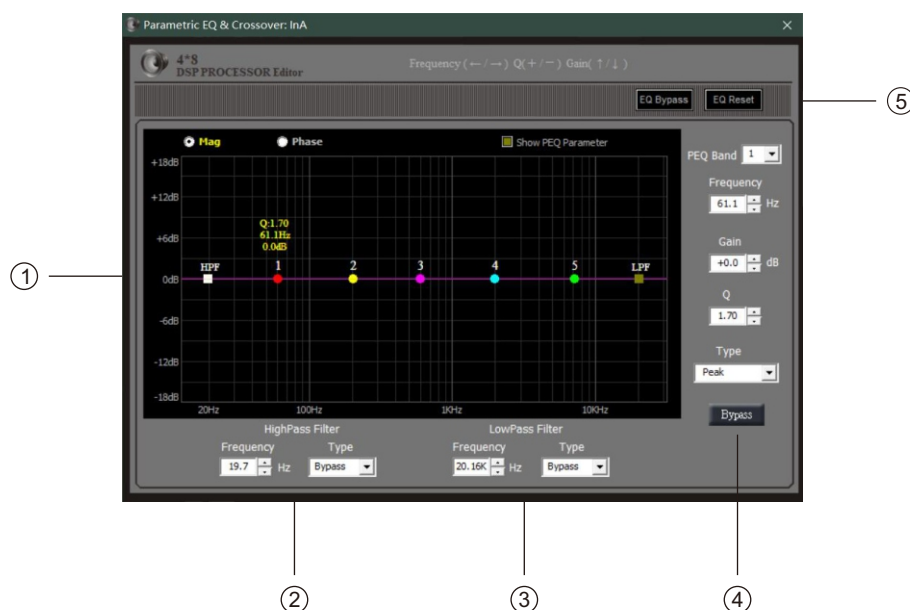 Parametric EQ & Crossover: InA
4*8
DSP PROCESSOR Editor
Frequency (←/→) Q(+/−) Gain(↑/↓)
EQ Bypass
EQ Reset
⑤
Mag
Phase
Show PEQ Parameter
PEQ Band 1
+18dB
+12dB
+6dB
0dB
-6dB
-12dB
-18dB
Q:1.70
61.1Hz
0.0dB
HPF 1 2 3 4 5 LPF
①
20Hz 100Hz 1KHz 10KHz
Frequency
61.1 Hz
Gain
+0.0 dB
Q
1.70
Type
Peak
Bypass
HighPass Filter
Frequency Type
19.7 Hz Bypass
LowPass Filter
Frequency Type
20.16K Hz Bypass
② ③ ④